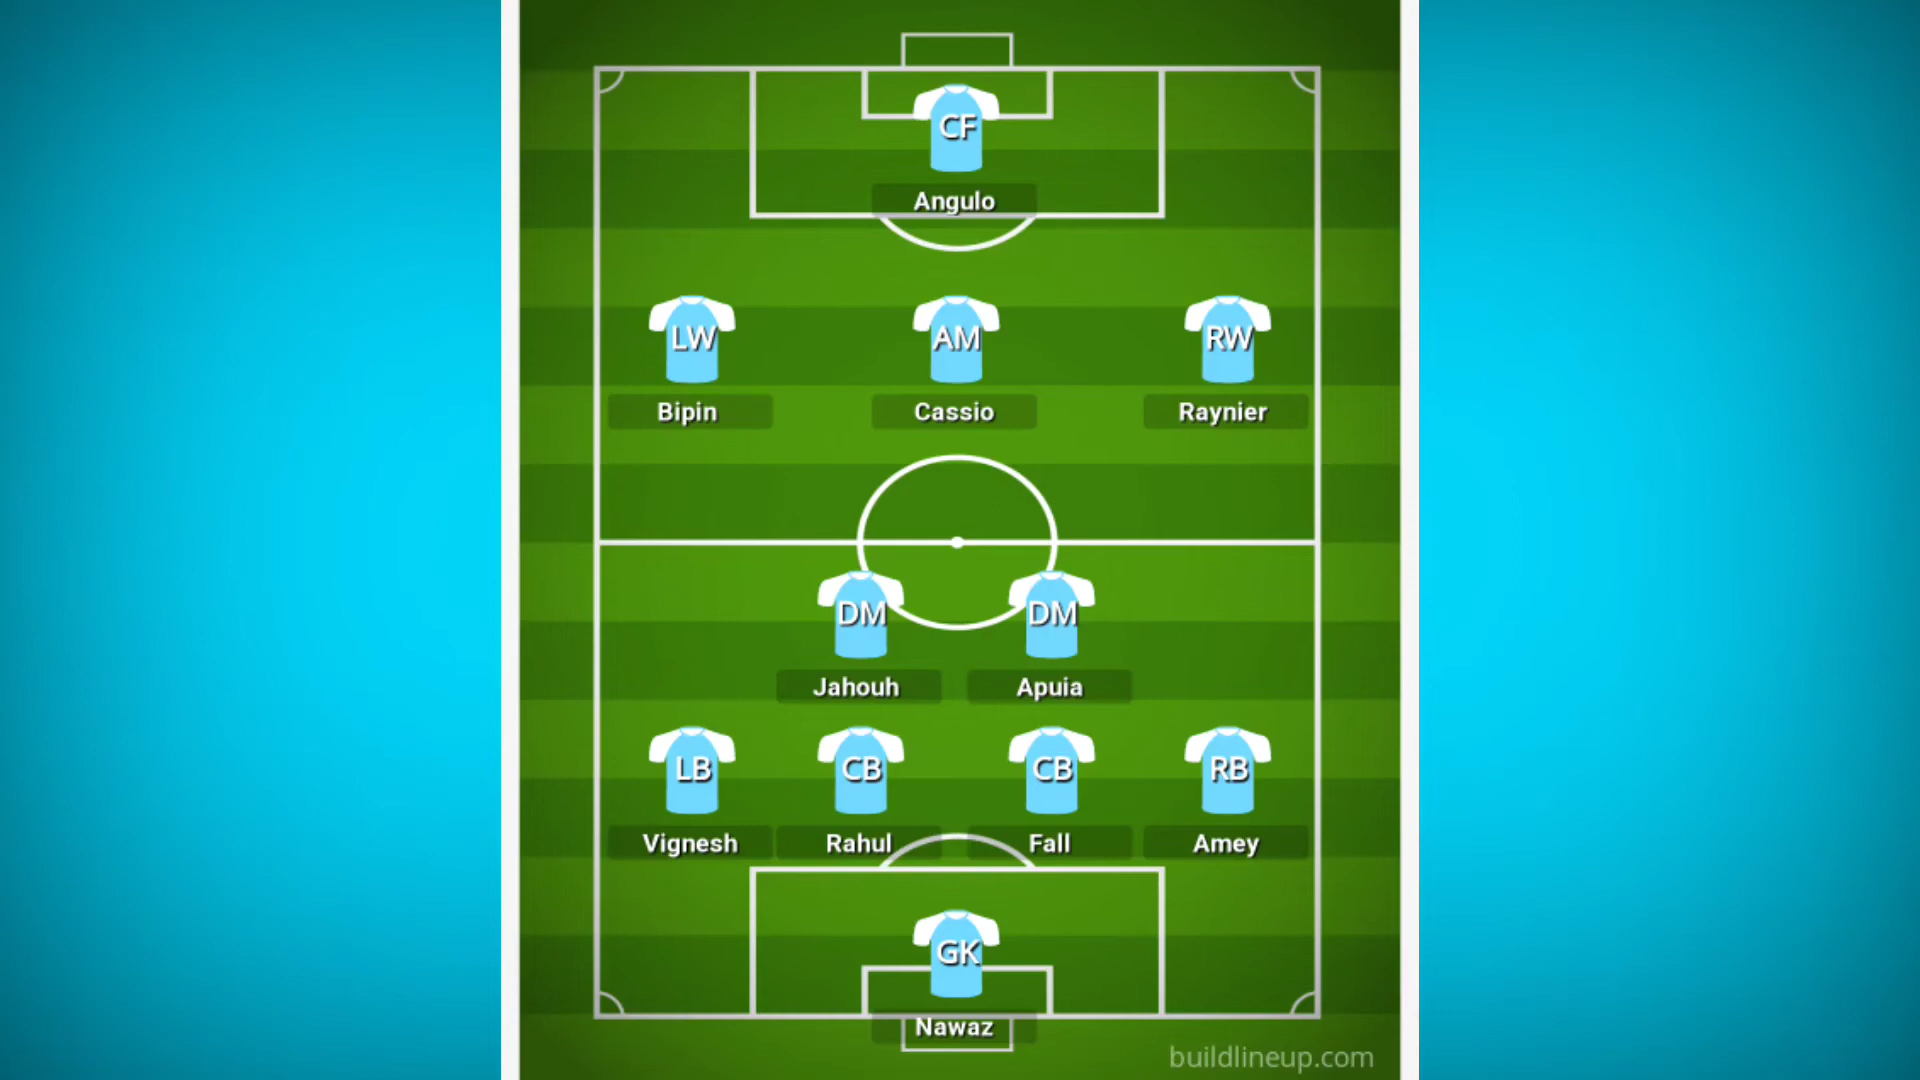 CF
Angulo
LW AM RW
Bipin Cassio Raynier
DM DM
Jahouh Apuia
LB CB CB RB
Vignesh Rahul Fall Amey
GK
Nawaz
buildlineup.com